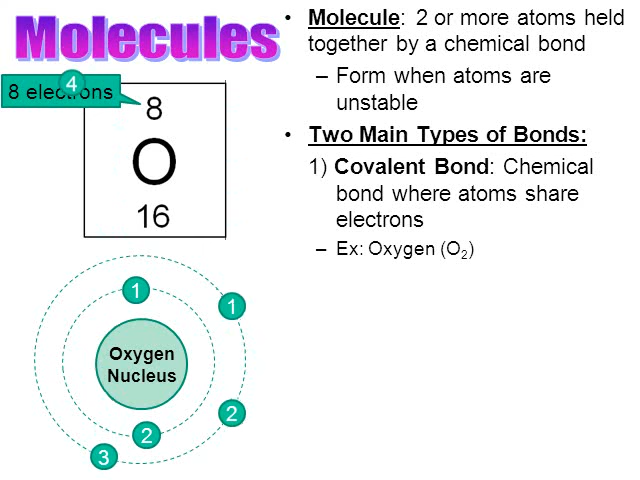 Molecules
8 electrons
4
8
O
16
1
1
Oxygen
Nucleus
2
2
3
• Molecule: 2 or more atoms held
together by a chemical bond
– Form when atoms are
unstable
• Two Main Types of Bonds:
1) Covalent Bond: Chemical
bond where atoms share
electrons
– Ex: Oxygen (O₂)